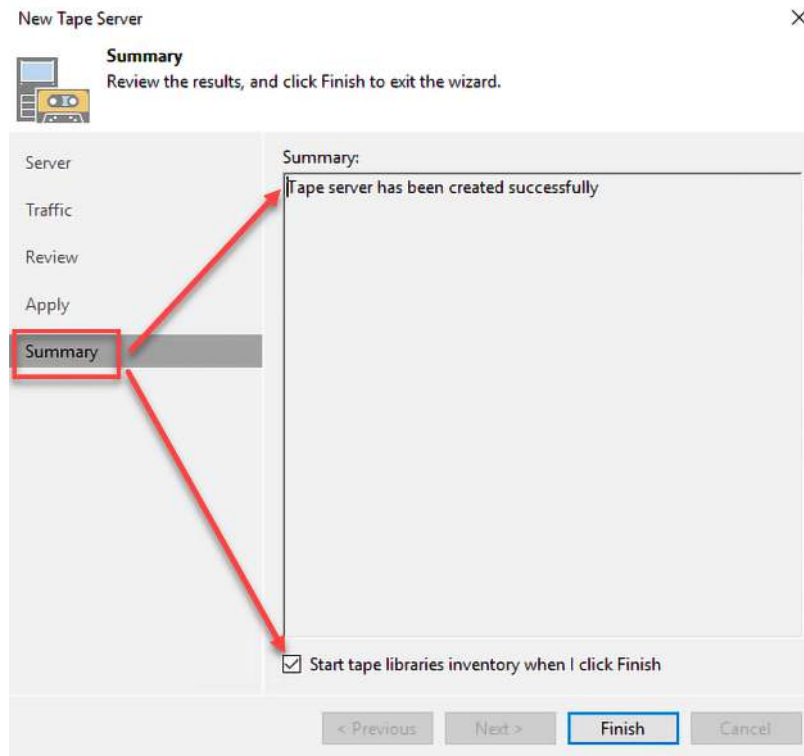 New Tape Server
Summary
Review the results, and click Finish to exit the wizard.
Server
Traffic
Review
Apply
Summary
Summary:
Tape server has been created successfully
Start tape libraries inventory when I click Finish
< Previous
Next >
Finish
Cancel